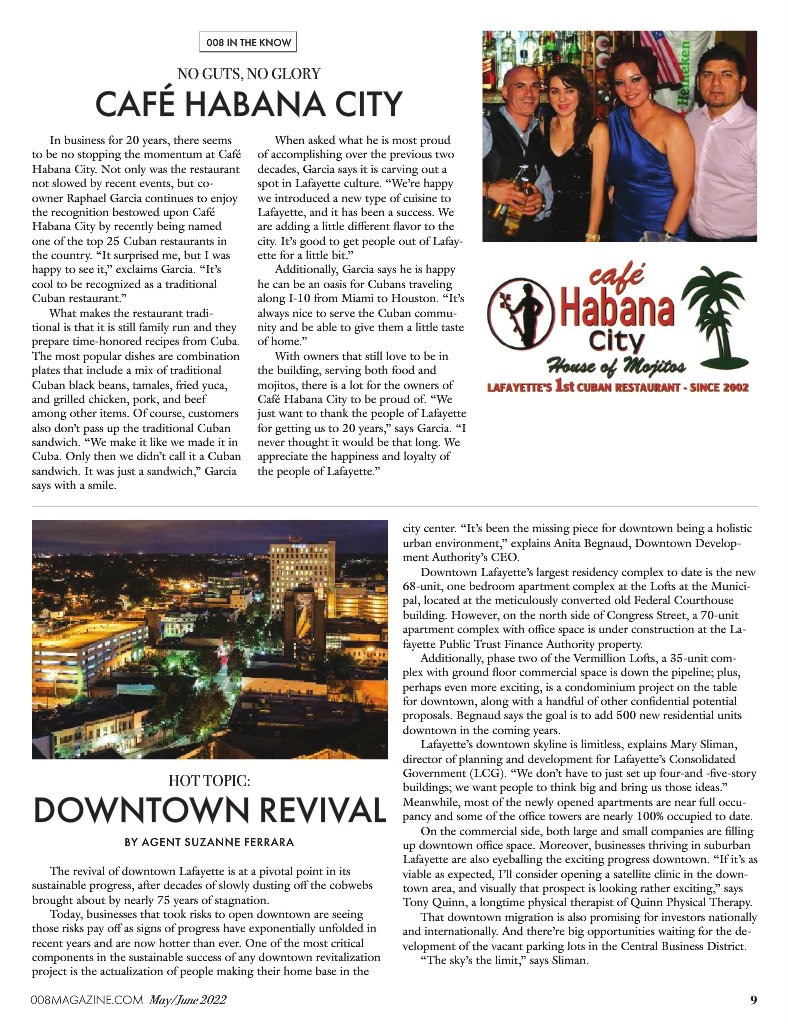 008 IN THE KNOW
NO GUTS, NO GLORY
CAFÉ HABANA CITY
In business for 20 years, there seems
to be no stopping the momentum at Café
Habana City. Not only was the restaurant
not slowed by recent events, but co-
owner Raphael Garcia continues to enjoy
the recognition bestowed upon Café
Habana City by recently being named
one of the top 25 Cuban restaurants in
the country. “It surprised me, but I was
happy to see it,” exclaims Garcia. “It’s
cool to be recognized as a traditional
Cuban restaurant.”
What makes the restaurant tradi-
tional is that it is still family run and they
prepare time-honored recipes from Cuba.
The most popular dishes are combination
plates that include a mix of traditional
Cuban black beans, tamales, fried yuca,
and grilled chicken, pork, and beef
among other items. Of course, customers
also don’t pass up the traditional Cuban
sandwich. “We make it like we made it in
Cuba. Only then we didn’t call it a Cuban
sandwich. It was just a sandwich,” Garcia
says with a smile.
When asked what he is most proud
of accomplishing over the previous two
decades, Garcia says it is carving out a
spot in Lafayette culture. “We’re happy
we introduced a new type of cuisine to
Lafayette, and it has been a success. We
are adding a little different flavor to the
city. It’s good to get people out of Lafay-
ette for a little bit.”
Additionally, Garcia says he is happy
he can be an oasis for Cubans traveling
along I-10 from Miami to Houston. “It’s
always nice to serve the Cuban commu-
nity and be able to give them a little taste
of home.”
With owners that still love to be in
the building, serving both food and
mojitos, there is a lot for the owners of
Café Habana City to be proud of. “We
just want to thank the people of Lafayette
for getting us to 20 years,” says Garcia. “I
never thought it would be that long. We
appreciate the happiness and loyalty of
the people of Lafayette.”
Heineken
café
Habana
City
House of Mojitos
LAFAYETTE'S 1st CUBAN RESTAURANT - SINCE 2002
HOT TOPIC:
DOWNTOWN REVIVAL
BY AGENT SUZANNE FERRARA
The revival of downtown Lafayette is at a pivotal point in its
sustainable progress, after decades of slowly dusting off the cobwebs
brought about by nearly 75 years of stagnation.
Today, businesses that took risks to open downtown are seeing
those risks pay off as signs of progress have exponentially unfolded in
recent years and are now hotter than ever. One of the most critical
components in the sustainable success of any downtown revitalization
project is the actualization of people making their home base in the
city center. “It’s been the missing piece for downtown being a holistic
urban environment,” explains Anita Begnaud, Downtown Develop-
ment Authority’s CEO.
Downtown Lafayette’s largest residency complex to date is the new
68-unit, one bedroom apartment complex at the Lofts at the Munici-
pal, located at the meticulously converted old Federal Courthouse
building. However, on the north side of Congress Street, a 70-unit
apartment complex with office space is under construction at the La-
fayette Public Trust Finance Authority property.
Additionally, phase two of the Vermillion Lofts, a 35-unit com-
plex with ground floor commercial space is down the pipeline; plus,
perhaps even more exciting, is a condominium project on the table
for downtown, along with a handful of other confidential potential
proposals. Begnaud says the goal is to add 500 new residential units
downtown in the coming years.
Lafayette’s downtown skyline is limitless, explains Mary Sliman,
director of planning and development for Lafayette’s Consolidated
Government (LCG). “We don’t have to just set up four-and -five-story
buildings; we want people to think big and bring us those ideas.”
Meanwhile, most of the newly opened apartments are near full occu-
pancy and some of the office towers are nearly 100% occupied to date.
On the commercial side, both large and small companies are filling
up downtown office space. Moreover, businesses thriving in suburban
Lafayette are also eyeballing the exciting progress downtown. “If it’s as
viable as expected, I’ll consider opening a satellite clinic in the down-
town area, and visually that prospect is looking rather exciting,” says
Tony Quinn, a longtime physical therapist of Quinn Physical Therapy.
That downtown migration is also promising for investors nationally
and internationally. And there’re big opportunities waiting for the de-
velopment of the vacant parking lots in the Central Business District.
“The sky’s the limit,” says Sliman.
008MAGAZINE.COM May/June 2022
9